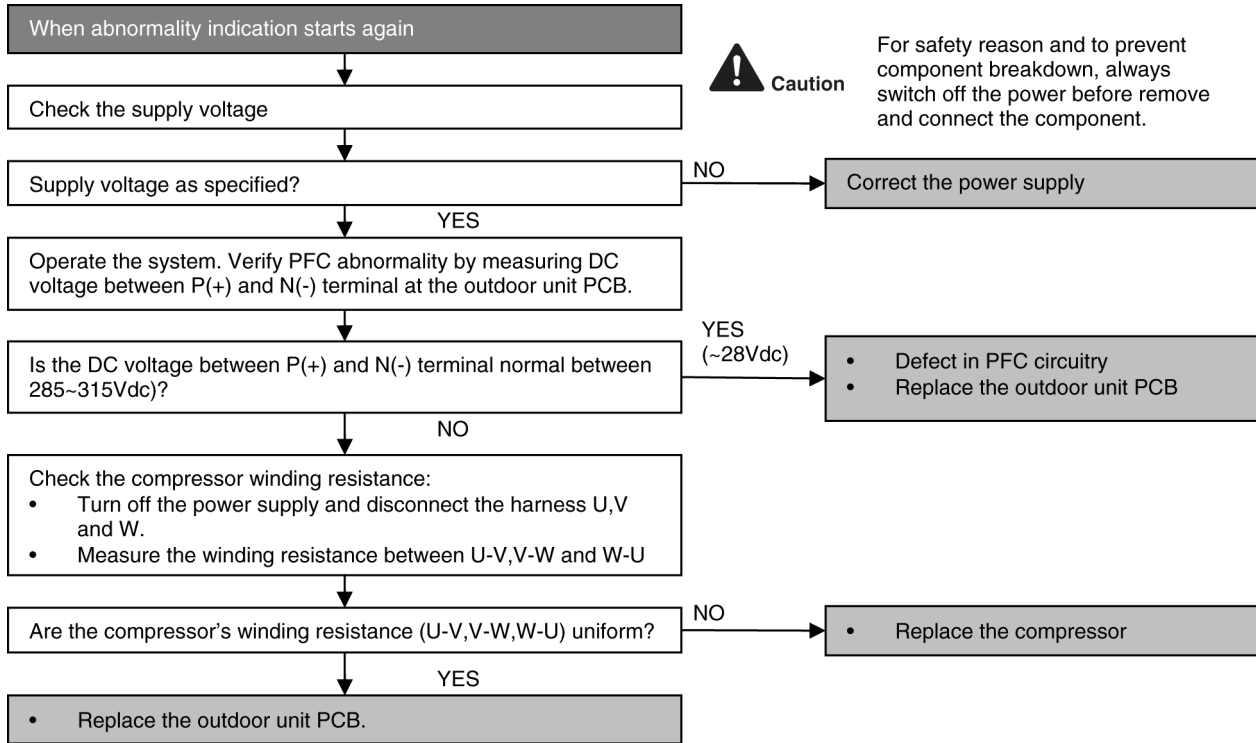 When abnormality indication starts again
Caution
For safety reason and to prevent
component breakdown, always
switch off the power before remove
and connect the component.
Check the supply voltage
Supply voltage as specified?
NO
Correct the power supply
YES
Operate the system. Verify PFC abnormality by measuring DC
voltage between P(+) and N(-) terminal at the outdoor unit PCB.
Is the DC voltage between P(+) and N(-) terminal normal between
285~315Vdc)?
YES
(~28Vdc)
• Defect in PFC circuitry
• Replace the outdoor unit PCB
NO
Check the compressor winding resistance:
• Turn off the power supply and disconnect the harness U,V
and W.
• Measure the winding resistance between U-V,V-W and W-U
Are the compressor's winding resistance (U-V,V-W,W-U) uniform?
NO
• Replace the compressor
YES
• Replace the outdoor unit PCB.